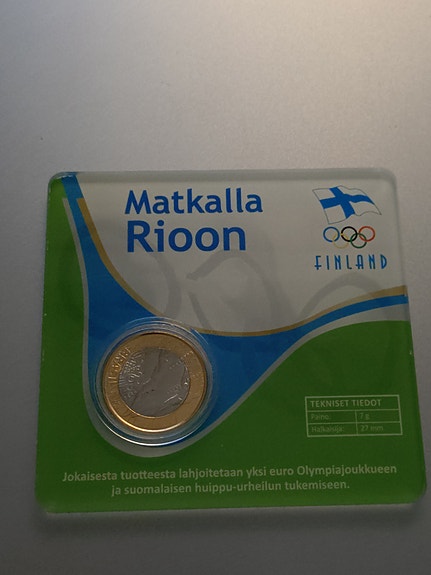 Matkalla
Rioon
FINLAND
TEKNISET TIEDOT
Paino: 7 g
Halkaisija: 27 mm
Jokaisesta tuotteesta lahjoitetaan yksi euro Olympiajoukkueen
ja suomalaisen huippu-urheilun tukemiseen.